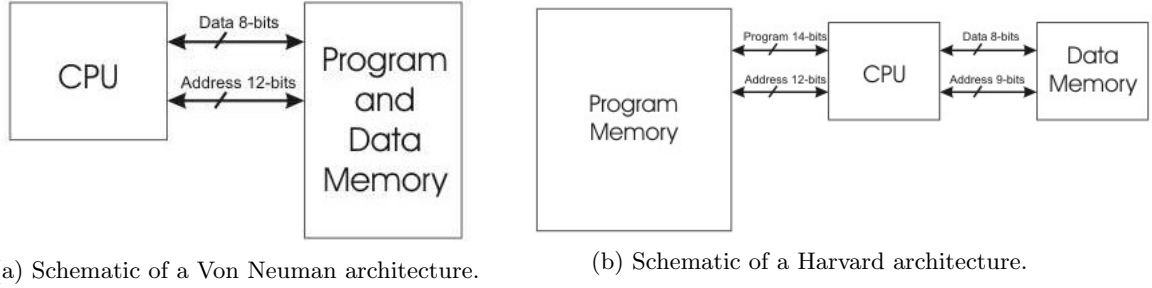 CPU
Data 8-bits
Address 12-bits
Program
and
Data
Memory
(a) Schematic of a Von Neuman architecture.
Program
Memory
Program 14-bits
Address 12-bits
CPU
Data 8-bits
Address 9-bits
Data
Memory
(b) Schematic of a Harvard architecture.